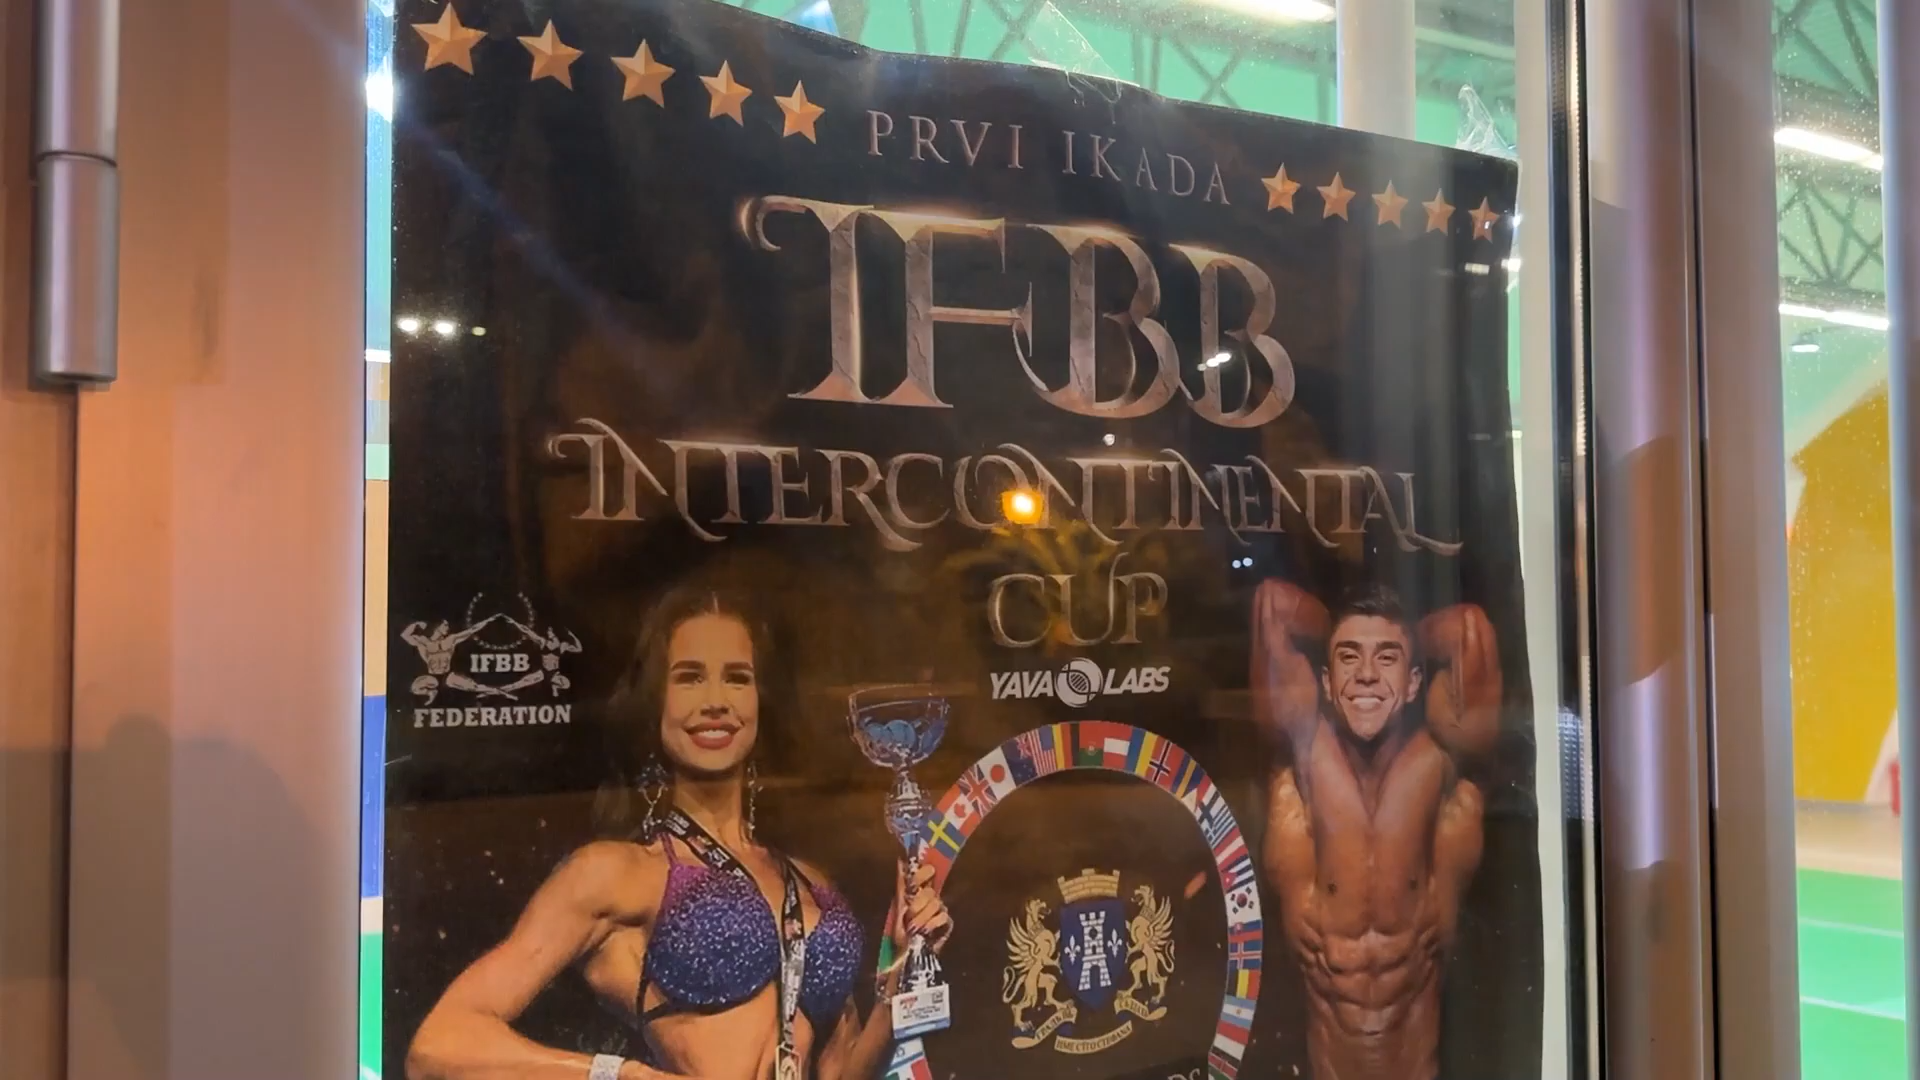 PRVI IKADA
IFBB
INTERCONTINENTAL
CUP
YAVA LABS
IFBB
FEDERATION